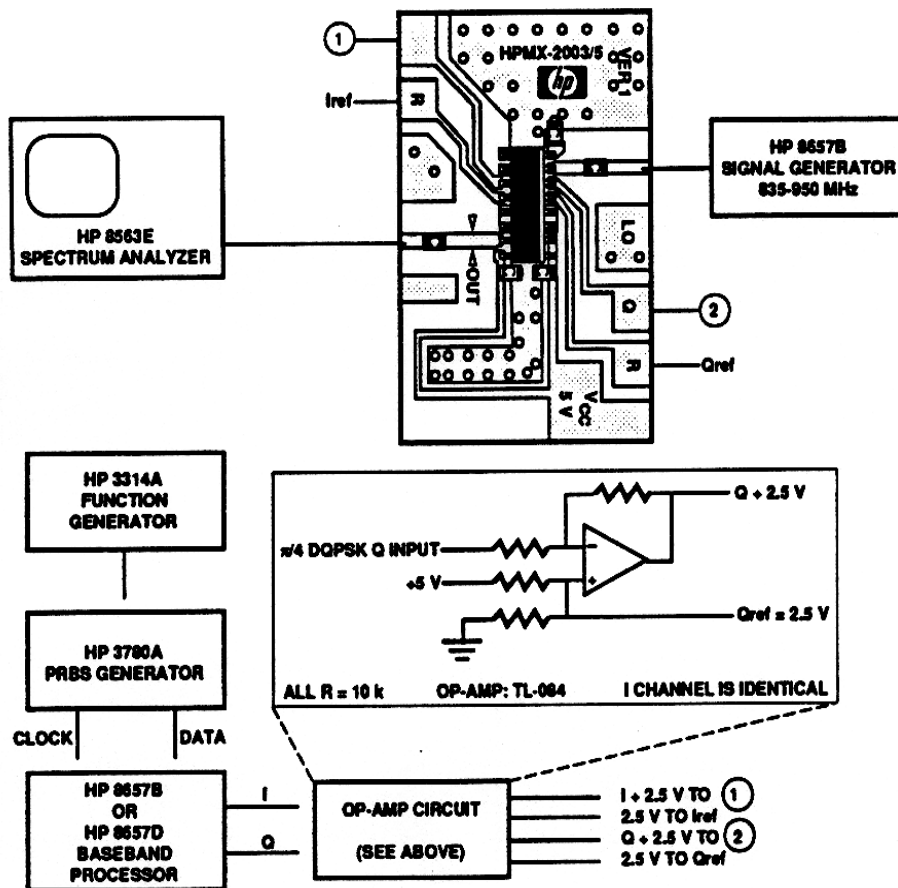 1
HPMX-2003/5
VER 1
hp
Iref
R
HP 8563E
SPECTRUM ANALYZER
HP 8657B
SIGNAL GENERATOR
835-950 MHz
LO
OUT
Q
2
R
Qref
VCC
5 V
HP 3314A
FUNCTION
GENERATOR
HP 3780A
PRBS GENERATOR
CLOCK
DATA
HP 8657B
OR
HP 8657D
BASEBAND
PROCESSOR
I
Q
Q + 2.5 V
π/4 DQPSK Q INPUT
+5 V
−
+
Qref = 2.5 V
ALL R = 10 k
OP-AMP: TL-084
I CHANNEL IS IDENTICAL
OP-AMP CIRCUIT
(SEE ABOVE)
I + 2.5 V TO 1
2.5 V TO Iref
Q + 2.5 V TO 2
2.5 V TO Qref